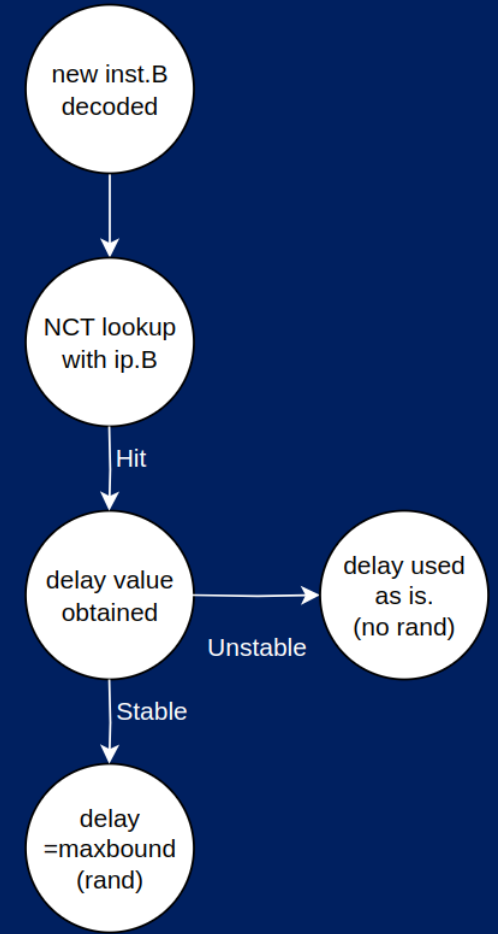 new inst.B
decoded
NCT lookup
with ip.B
Hit
delay value
obtained
delay used
as is.
(no rand)
Unstable
Stable
delay
=maxbound
(rand)